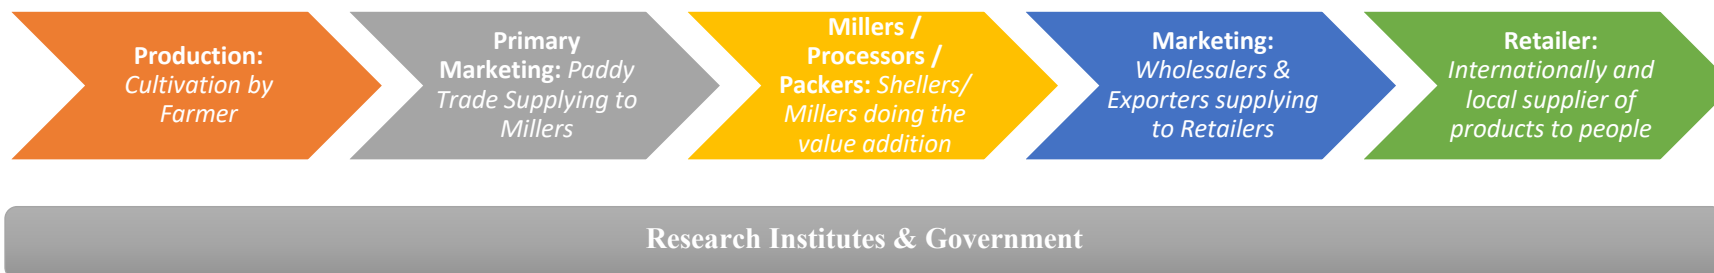 Production:
Cultivation by
Farmer
Primary
Marketing: Paddy
Trade Supplying to
Millers
Millers /
Processors /
Packers: Shellers/
Millers doing the
value addition
Marketing:
Wholesalers &
Exporters supplying
to Retailers
Retailer:
Internationally and
local supplier of
products to people
Research Institutes & Government